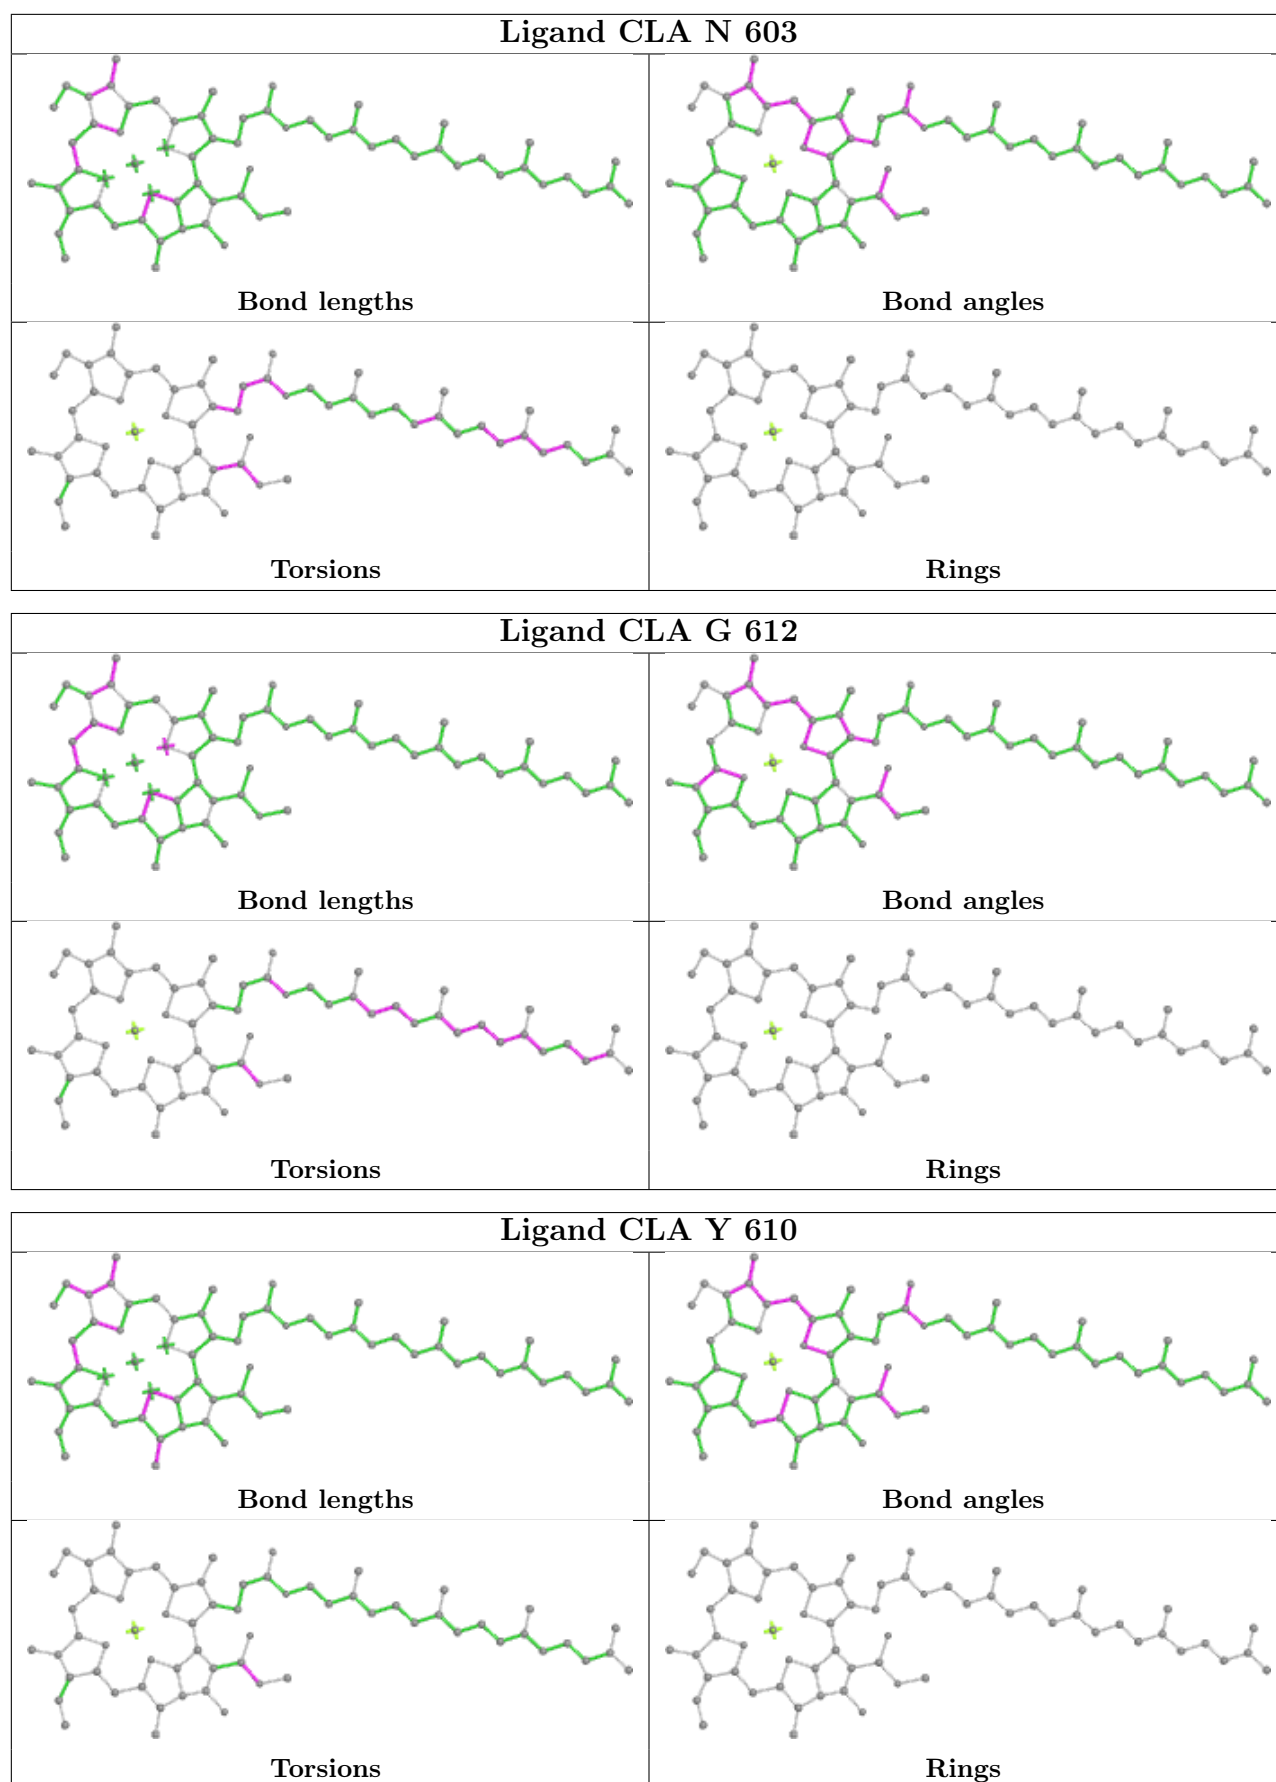 Ligand CLA N 603
Bond lengths
Bond angles
Torsions
Rings
Ligand CLA G 612
Bond lengths
Bond angles
Torsions
Rings
Ligand CLA Y 610
Bond lengths
Bond angles
Torsions
Rings